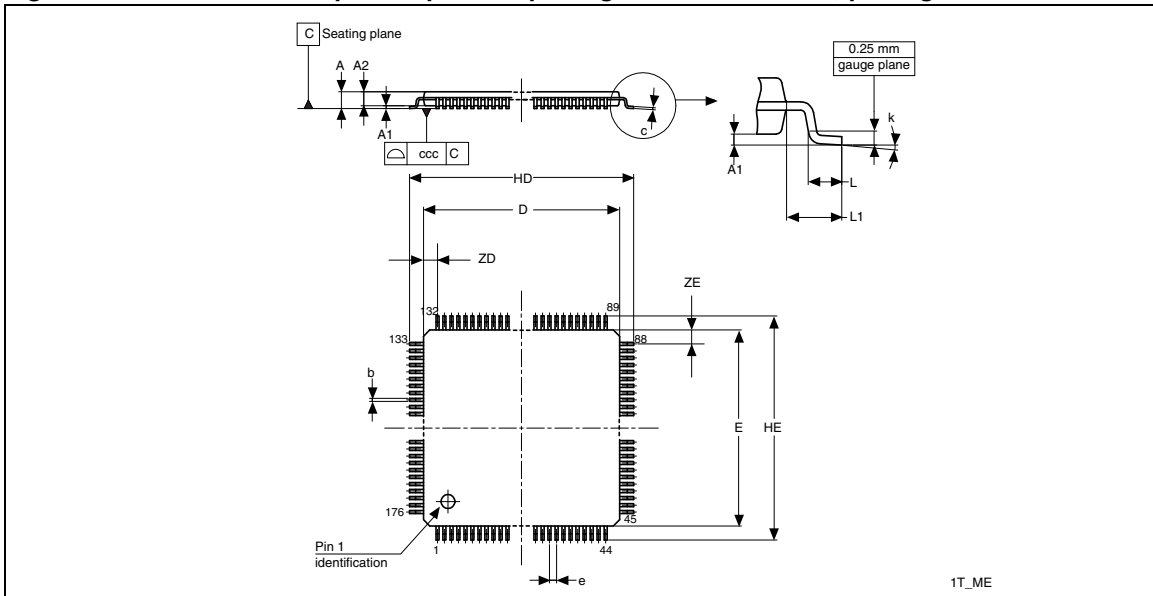 C Seating plane
0.25 mm
gauge plane
A A2
k
A1
c
A1
ccc C
L
HD
L1
D
ZD
ZE
132
89
133
88
b
E
HE
176
45
Pin 1
identification
1
44
e
1T_ME